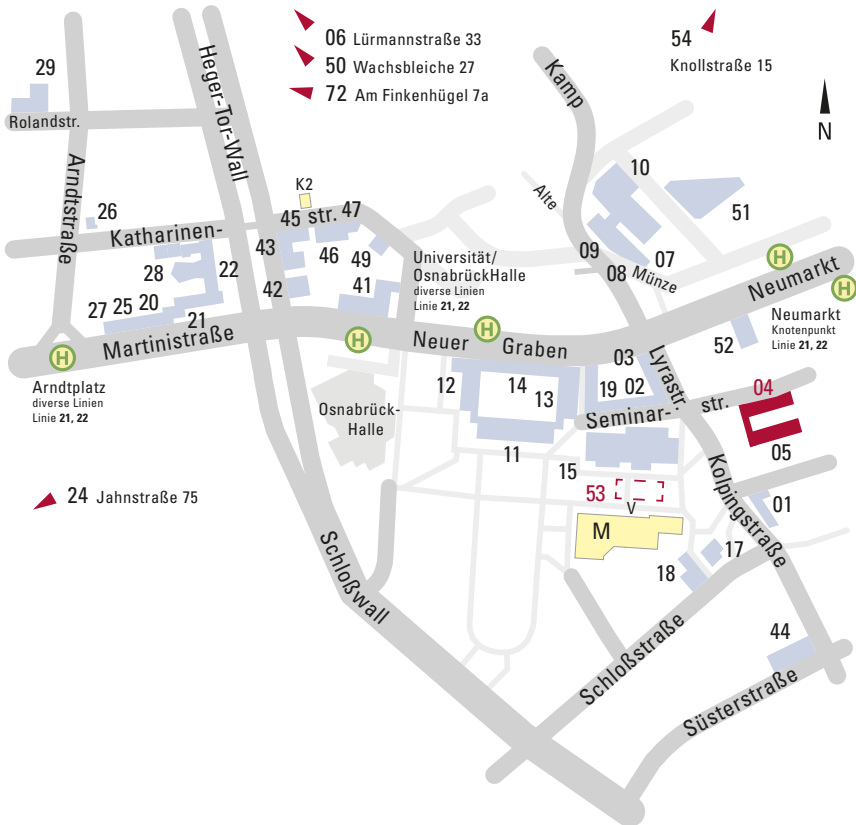 06 Lürmannstraße 33
50 Wachsbleiche 27
72 Am Finkenhügel 7a
54
Knollstraße 15
N
29
Rolandstr.
Arndtstraße
Heger-Tor-Wall
Kamp
Alte
Münze
10
51
09
07
08
K2
26
Katharinen-
str.
45
47
43
46
49
42
41
28
22
27
25
20
21
Martinistraße
Universität/
OsnabrückHalle
diverse Linien
Linie 21, 22
H
H
H
H
H
Neumarkt
Neumarkt
Knotenpunkt
Linie 21, 22
Neuer Graben
Arndtplatz
diverse Linien
Linie 21, 22
Osnabrück-
Halle
12
14
13
11
03
19
02
Lyrastr.
52
04
Seminar-
str.
05
15
53
V
M
24 Jahnstraße 75
Kolpingstraße
01
17
18
Schloßwall
Schloßstraße
44
Süsterstraße